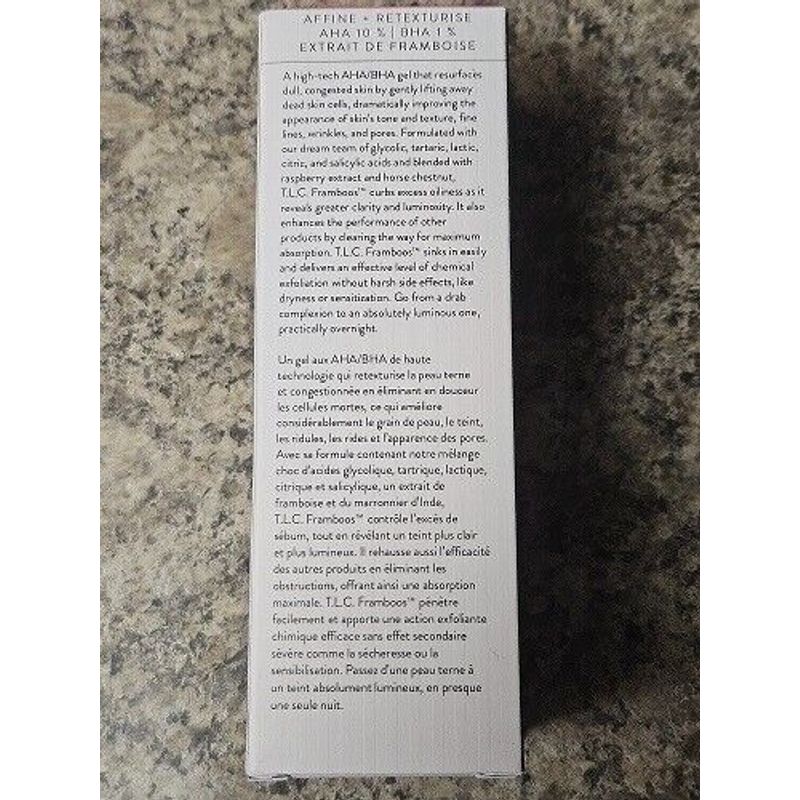 AFFINE + RETEXTURISE
AHA 10 % | BHA 1 %
EXTRAIT DE FRAMBOISE
A high-tech AHA/BHA gel that resurfaces
dull, congested skin by gently lifting away
dead skin cells, dramatically improving the
appearance of skin's tone and texture, fine
lines, wrinkles, and pores. Formulated with
our dream team of glycolic, tartaric, lactic,
citric, and salicylic acids and blended with
raspberry extract and horse chestnut,
T.L.C. Framboos™ curbs excess oiliness as it
reveals greater clarity and luminosity. It also
enhances the performance of other
products by clearing the way for maximum
absorption. T.L.C. Framboos™ sinks in easily
and delivers an effective level of chemical
exfoliation without harsh side effects, like
dryness or sensitization. Go from a drab
complexion to an absolutely luminous one,
practically overnight.
Un gel aux AHA/BHA de haute
technologie qui retexturise la peau terne
et congestionnée en éliminant en douceur
les cellules mortes, ce qui améliore
considérablement le grain de peau, le teint,
les ridules, les rides et l'apparence des pores.
Avec sa formule contenant notre mélange
choc d'acides glycolique, tartrique, lactique,
citrique et salicylique, un extrait de
framboise et du marronnier d'Inde,
T.L.C. Framboos™ contrôle l'excès de
sébum, tout en révélant un teint plus clair
et plus lumineux. Il rehausse aussi l'efficacité
des autres produits en éliminant les
obstructions, offrant ainsi une absorption
maximale. T.L.C. Framboos™ pénètre
facilement et apporte une action exfoliante
chimique efficace sans effet secondaire
sévère comme la sécheresse ou la
sensibilisation. Passez d'une peau terne à
un teint absolument lumineux, en presque
une seule nuit.